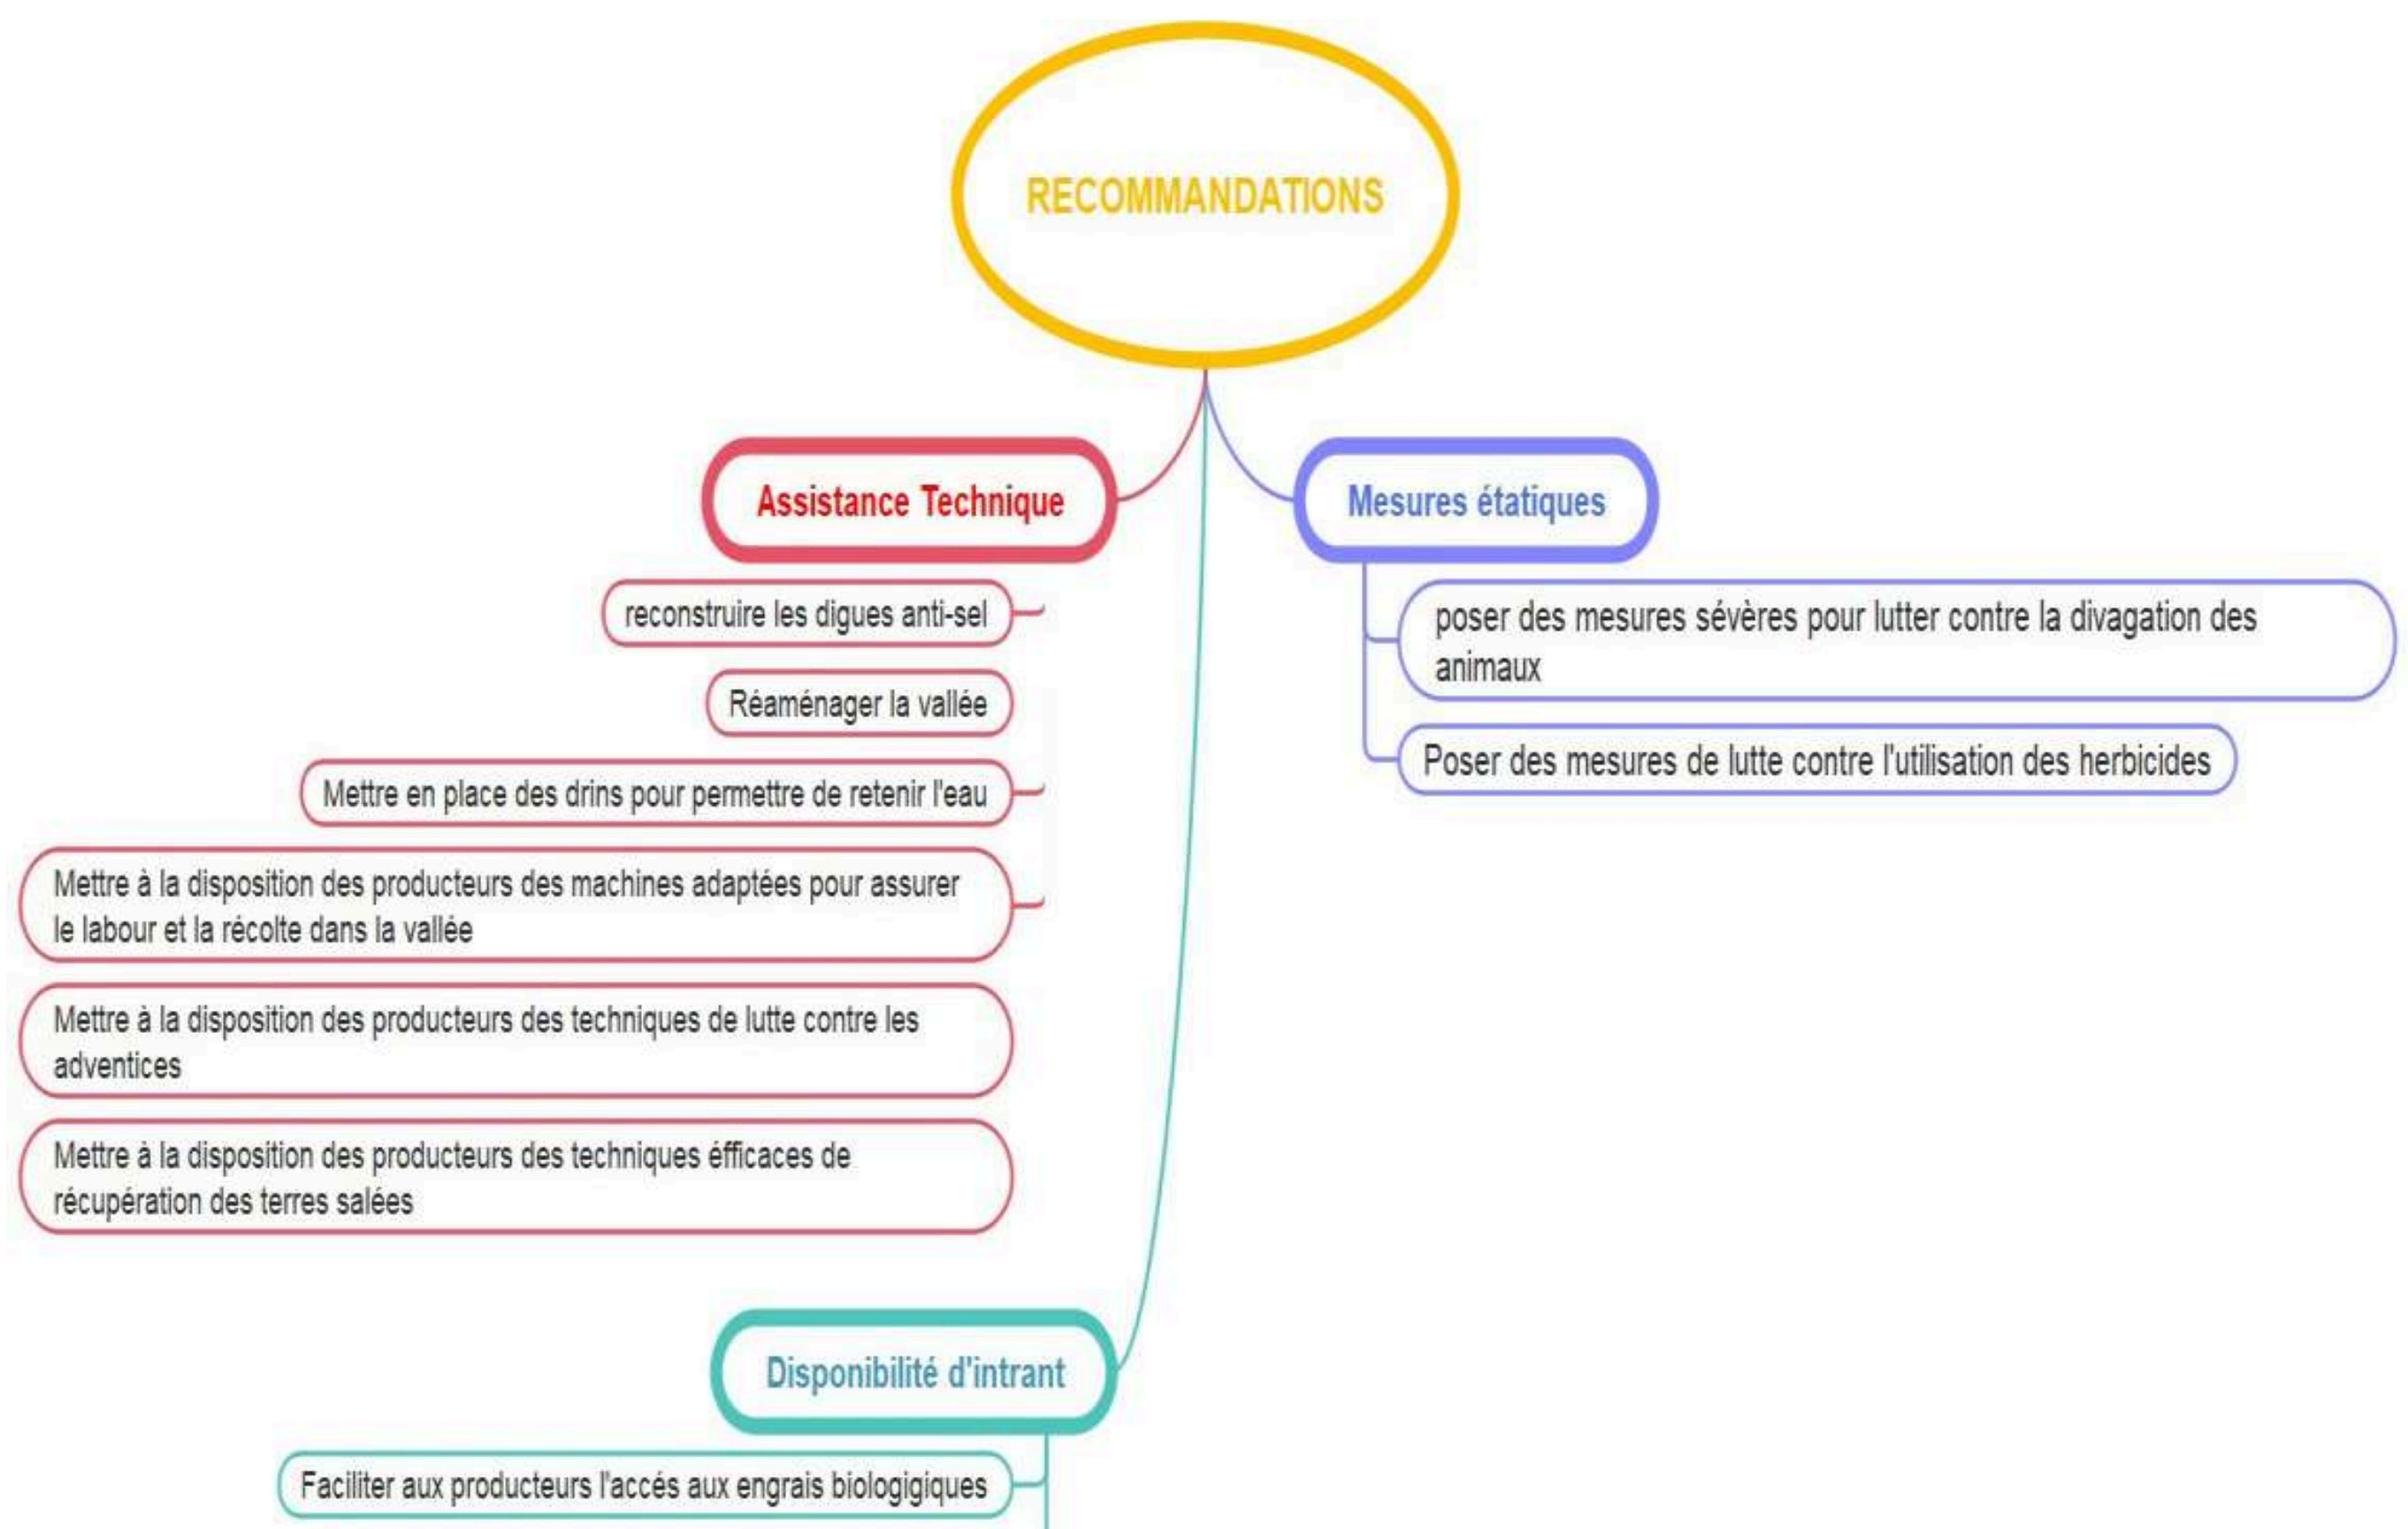 RECOMMANDATIONS
Assistance Technique
reconstruire les digues anti-sel
Réaménager la vallée
Mettre en place des drins pour permettre de retenir l'eau
Mettre à la disposition des producteurs des machines adaptées pour assurer
le labour et la récolte dans la vallée
Mettre à la disposition des producteurs des techniques de lutte contre les
adventices
Mettre à la disposition des producteurs des techniques éfficaces de
récupération des terres salées
Mesures étatiques
poser des mesures sévères pour lutter contre la divagation des
animaux
Poser des mesures de lutte contre l'utilisation des herbicides
Disponibilité d'intrant
Faciliter aux producteurs l'accés aux engrais biologigiques